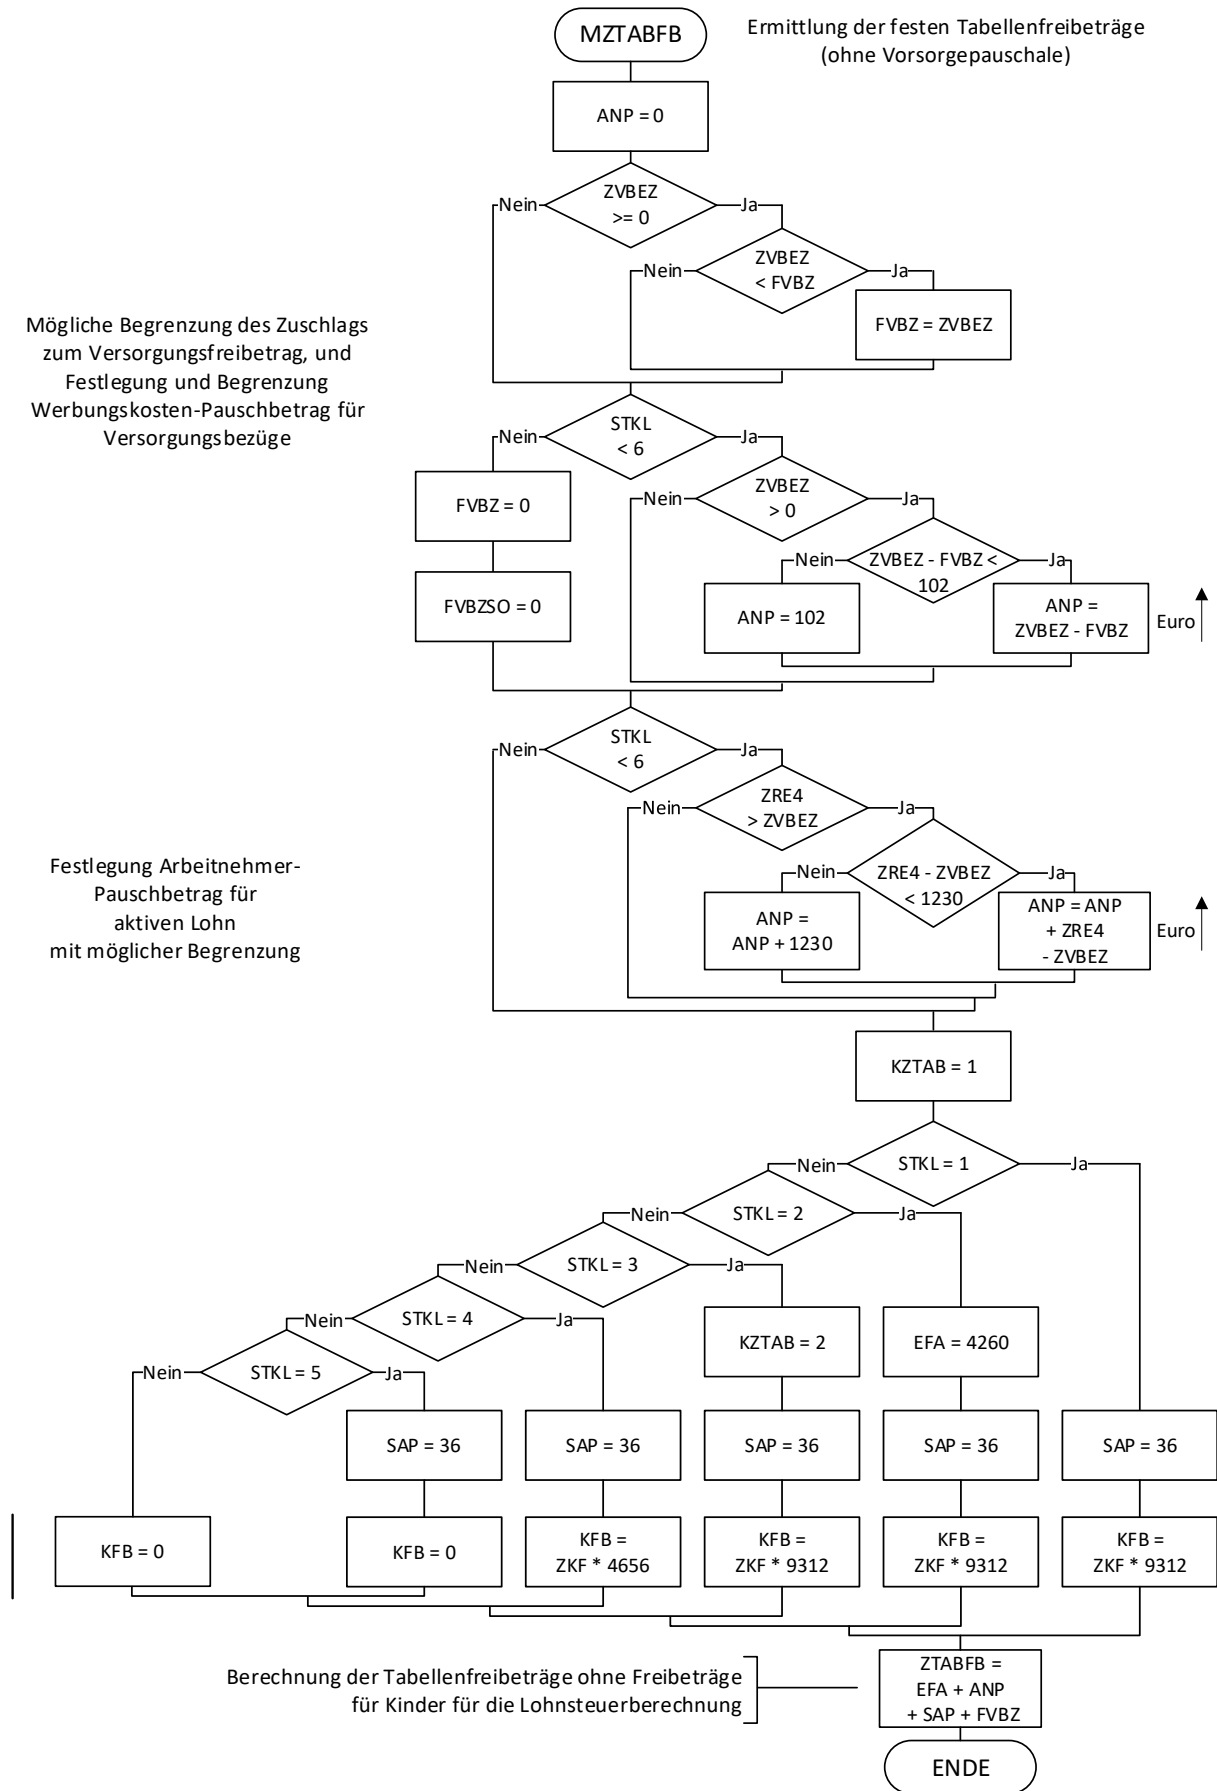 MZTABFB
Ermittlung der festen Tabellenfreibeträge
(ohne Vorsorgepauschale)
ANP = 0
ZVBEZ
>= 0
Nein
Ja
ZVBEZ
< FVBZ
Nein
Ja
FVBZ = ZVBEZ
Mögliche Begrenzung des Zuschlags
zum Versorgungsfreibetrag, und
Festlegung und Begrenzung
Werbungskosten-Pauschbetrag für
Versorgungsbezüge
STKL
< 6
Nein
Ja
FVBZ = 0
FVBZSO = 0
ZVBEZ
> 0
Nein
Ja
ZVBEZ - FVBZ <
102
Nein
Ja
ANP = 102
ANP =
ZVBEZ - FVBZ
Euro
STKL
< 6
Nein
Ja
ZRE4
> ZVBEZ
Nein
Ja
Festlegung Arbeitnehmer-
Pauschbetrag für
aktiven Lohn
mit möglicher Begrenzung
ZRE4 - ZVBEZ
< 1230
Nein
Ja
ANP =
ANP + 1230
ANP = ANP
+ ZRE4
- ZVBEZ
Euro
KZTAB = 1
STKL = 1
Nein
Ja
STKL = 2
Nein
Ja
STKL = 3
Nein
Ja
STKL = 4
Nein
Ja
STKL = 5
Nein
Ja
KZTAB = 2
EFA = 4260
SAP = 36
SAP = 36
SAP = 36
SAP = 36
SAP = 36
KFB = 0
KFB = 0
KFB =
ZKF * 4656
KFB =
ZKF * 9312
KFB =
ZKF * 9312
KFB =
ZKF * 9312
Berechnung der Tabellenfreibeträge ohne Freibeträge
für Kinder für die Lohnsteuerberechnung
ZTABFB =
EFA + ANP
+ SAP + FVBZ
ENDE